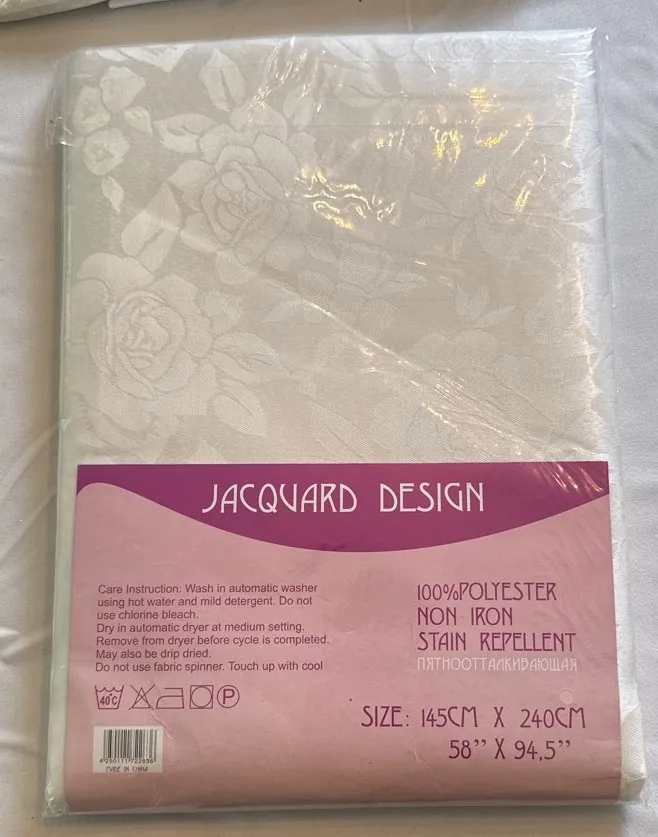 JACQUARD DESIGN
Care Instruction: Wash in automatic washer
using hot water and mild detergent. Do not
use chlorine bleach.
Dry in automatic dryer at medium setting.
Remove from dryer before cycle is completed.
May also be drip dried.
Do not use fabric spinner. Touch up with cool
40°C
P
MADE IN CHINA
100%POLYESTER
NON IRON
STAIN REPELLENT
ПЯТНООТТАЛКИВАЮЩАЯ
SIZE: 145CM X 240CM
58” X 94,5”